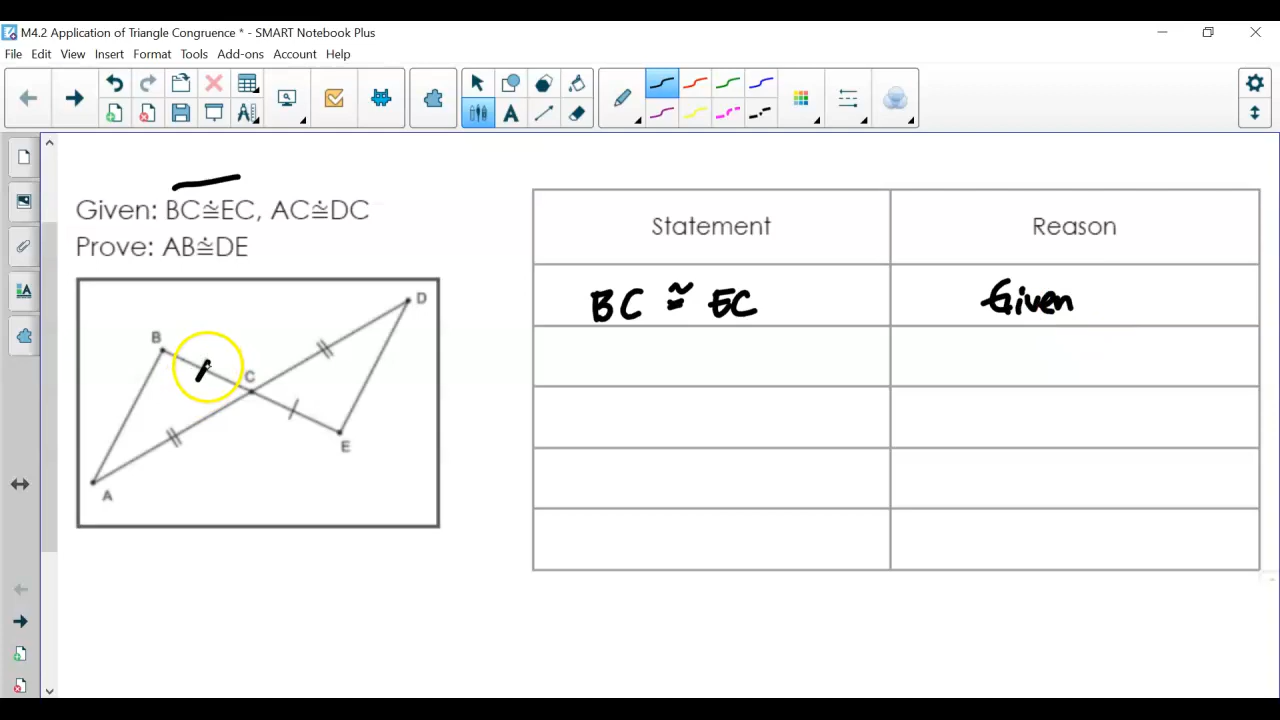 M4.2 Application of Triangle Congruence * - SMART Notebook Plus
File Edit View Insert Format Tools Add-ons Account Help
Given: BC≅EC, AC≅DC
Prove: AB≅DE
Statement Reason
BC ≅ EC Given
D
B
C
E
A